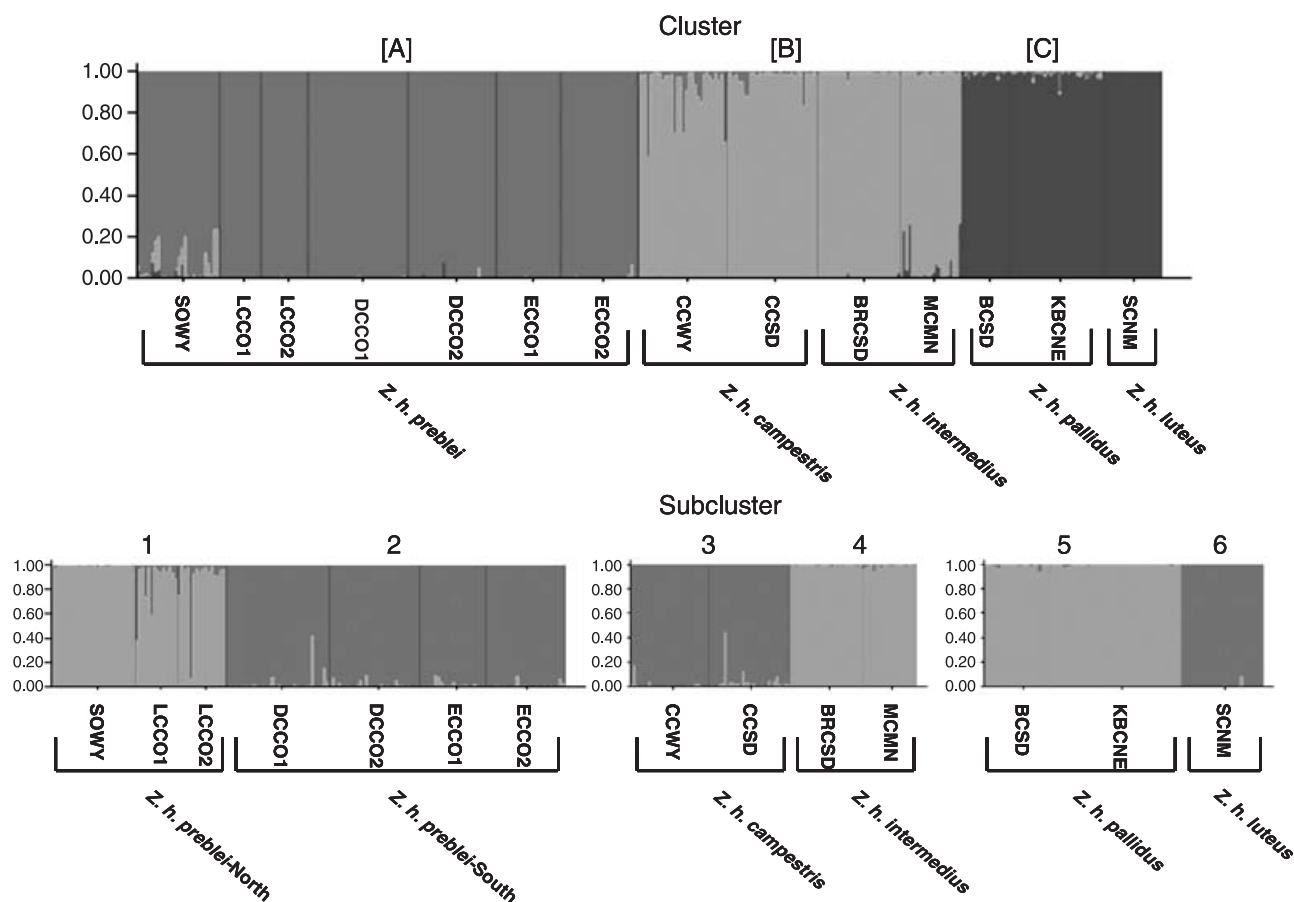 Cluster
[A] [B] [C]
1.00
0.80
0.60
0.40
0.20
0.00
SOWY LCCO1 LCCO2 DCCO1 DCCO2 ECCO1 ECCO2 CCWY CCSD BRCSD MCMN BCSD KBCNE SCNM
Z. h. preblei Z. h. campestris Z. h. intermedius Z. h. pallidus Z. h. luteus
Subcluster
1 2 3 4 5 6
1.00 1.00 1.00
0.80 0.80 0.80
0.60 0.60 0.60
0.40 0.40 0.40
0.20 0.20 0.20
0.00 0.00 0.00
SOWY LCCO1 LCCO2 DCCO1 DCCO2 ECCO1 ECCO2 CCWY CCSD BRCSD MCMN BCSD KBCNE SCNM
Z. h. preblei-North Z. h. preblei-South Z. h. campestris Z. h. intermedius Z. h. pallidus Z. h. luteus